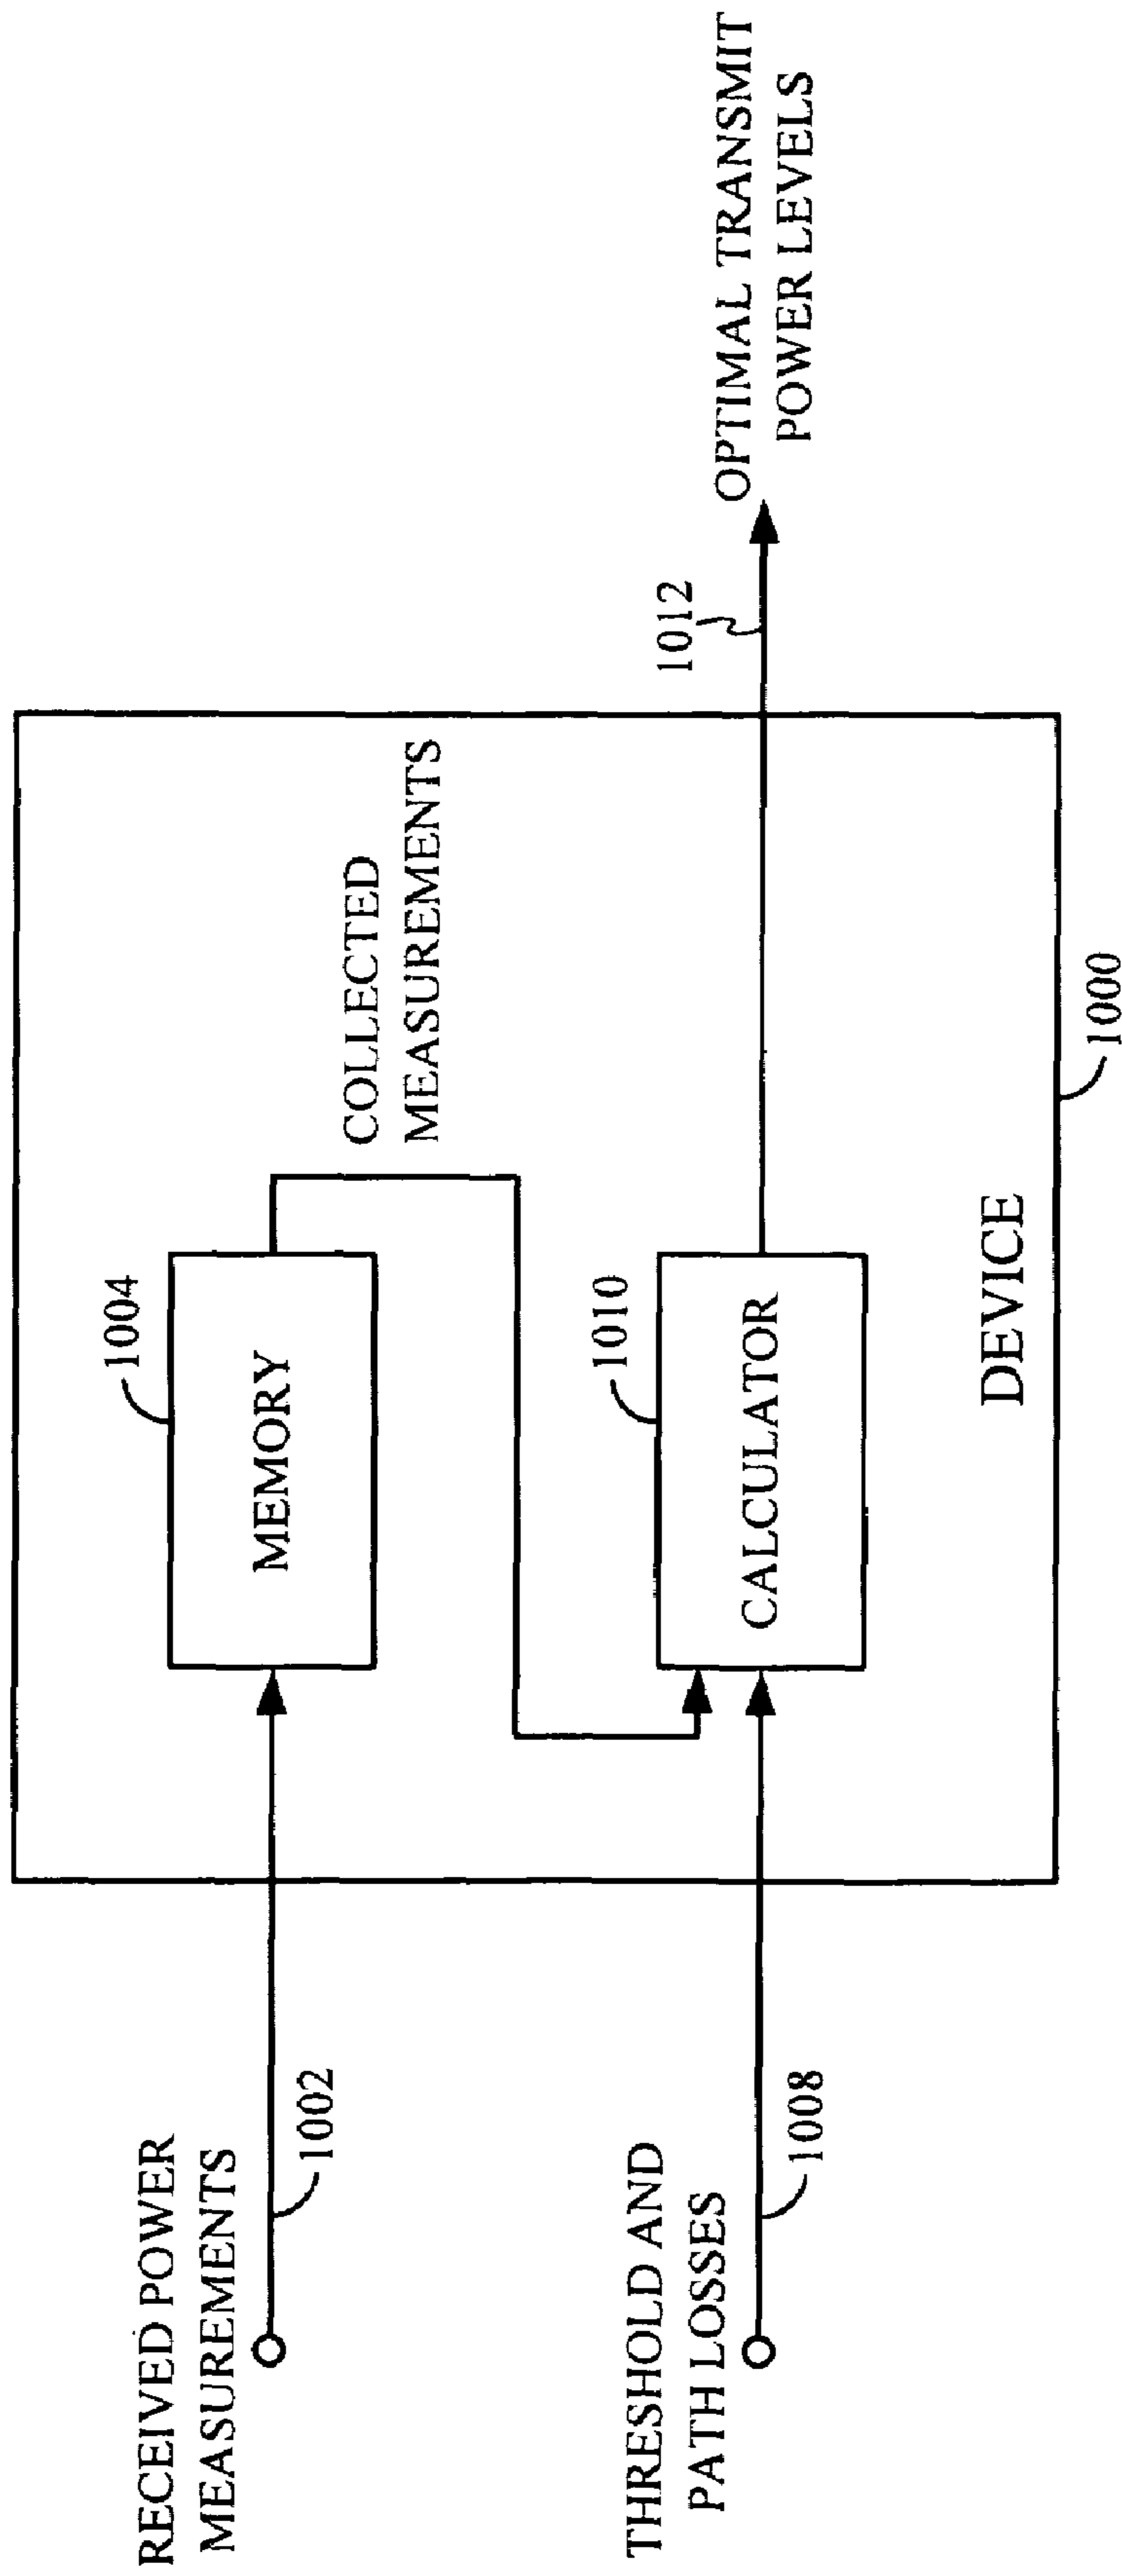 RECEIVED POWER
MEASUREMENTS
1002
THRESHOLD AND
PATH LOSSES
1008
1004
MEMORY
COLLECTED
MEASUREMENTS
1010
CALCULATOR
DEVICE
1000
1012
OPTIMAL TRANSMIT
POWER LEVELS